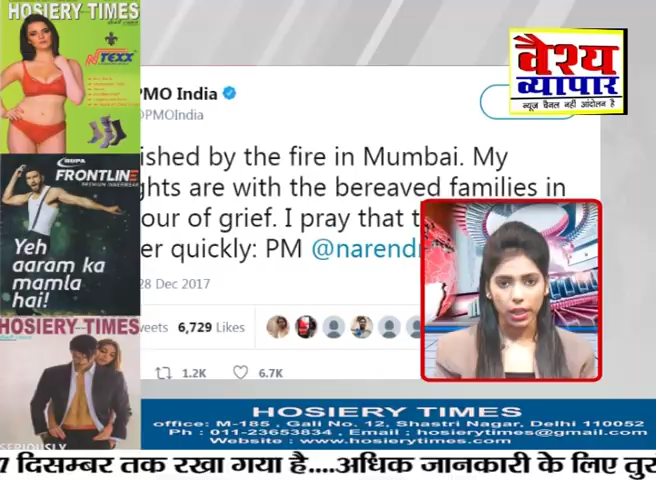 HOSIERY TIMES
NTEXX
RUPA
FRONTLINE
PREMIUM INNERWEAR
Yeh
aaram ka
mamla
hai!
HOSIERY TIMES
SERIOUSLY
वैश्य
व्यापार
न्यूज चैनल नहीं आंदोलन है
PMO India
@PMOIndia
ished by the fire in Mumbai. My
ghts are with the bereaved families in
our of grief. I pray that t
er quickly: PM @narendr
28 Dec 2017
weets 6,729 Likes
1.2K 6.7K
HOSIERY TIMES
office: M-185 , Gali No. 12, Shastri Nagar, Delhi 110052
Ph : 011-23653834 , Email : hosierytimes@gmail.com
Website : www.hosierytimes.com
7 दिसम्बर तक रखा गया है....अधिक जानकारी के लिए तुर